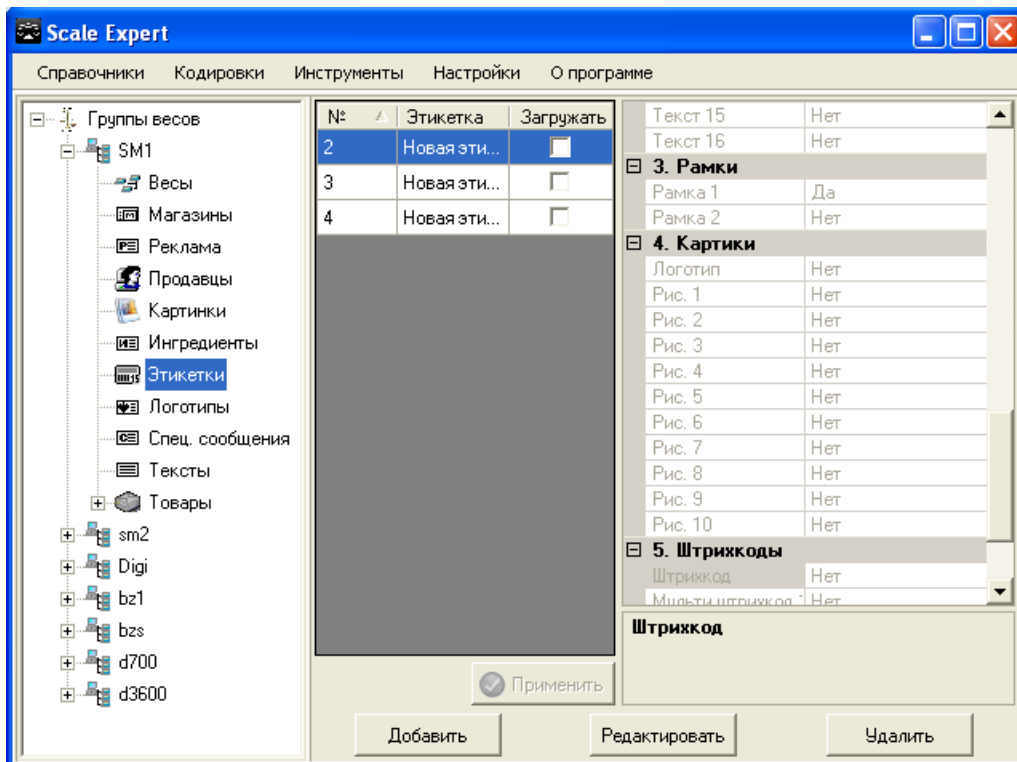 Scale Expert
Справочники Кодировки Инструменты Настройки О программе
Группы весов
SM1
Весы
Магазины
Реклама
Продавцы
Картинки
Ингредиенты
Этикетки
Логотипы
Спец. сообщения
Тексты
Товары
sm2
Digi
bz1
bzs
d700
d3600
№ Этикетка Загружать
2 Новая эти...
3 Новая эти...
4 Новая эти...
Текст 15 Нет
Текст 16 Нет
3. Рамки
Рамка 1 Да
Рамка 2 Нет
4. Картики
Логотип Нет
Рис. 1 Нет
Рис. 2 Нет
Рис. 3 Нет
Рис. 4 Нет
Рис. 5 Нет
Рис. 6 Нет
Рис. 7 Нет
Рис. 8 Нет
Рис. 9 Нет
Рис. 10 Нет
5. Штрихкоды
Штрихкод Нет
Мульти штрихкод Нет
Штрихкод
Применить
Добавить Редактировать Удалить